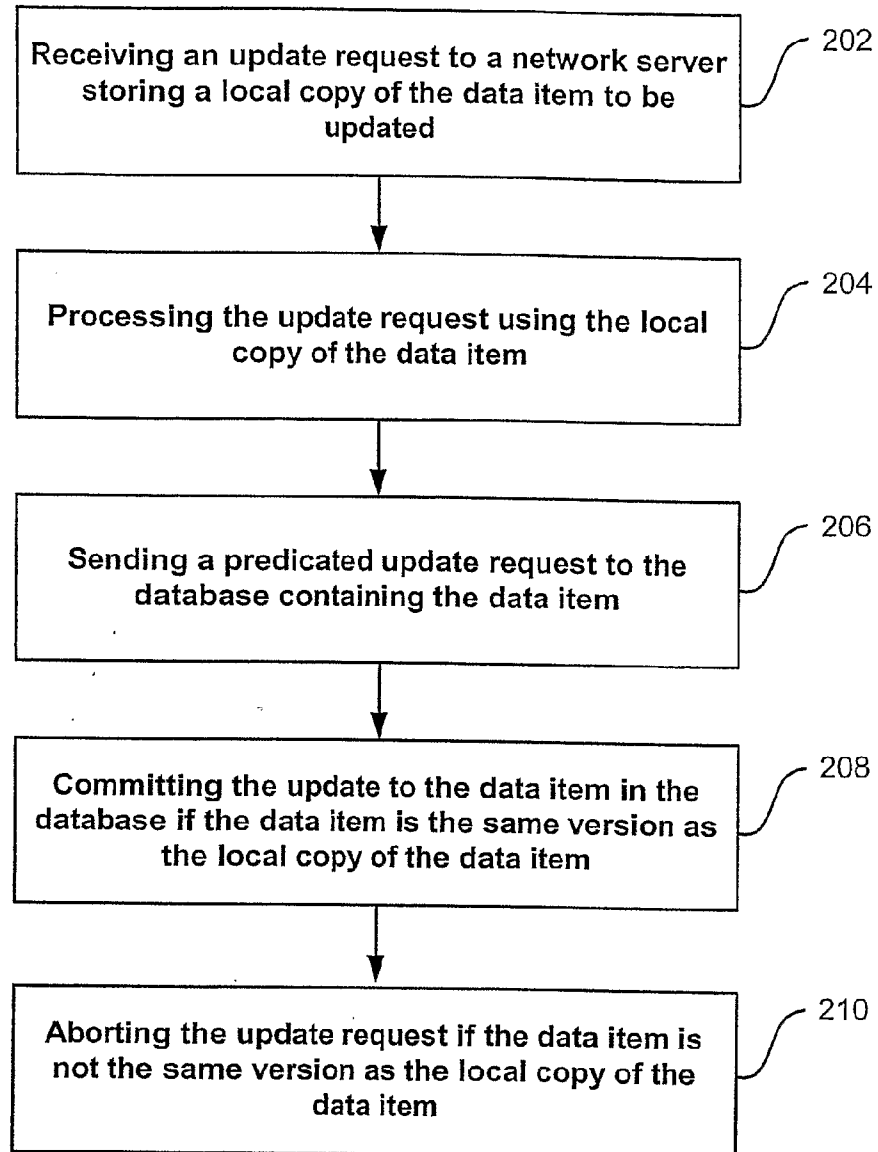 Receiving an update request to a network server
storing a local copy of the data item to be
updated
202
Processing the update request using the local
copy of the data item
204
Sending a predicated update request to the
database containing the data item
206
Committing the update to the data item in the
database if the data item is the same version as
the local copy of the data item
208
Aborting the update request if the data item is
not the same version as the local copy of the
data item
210